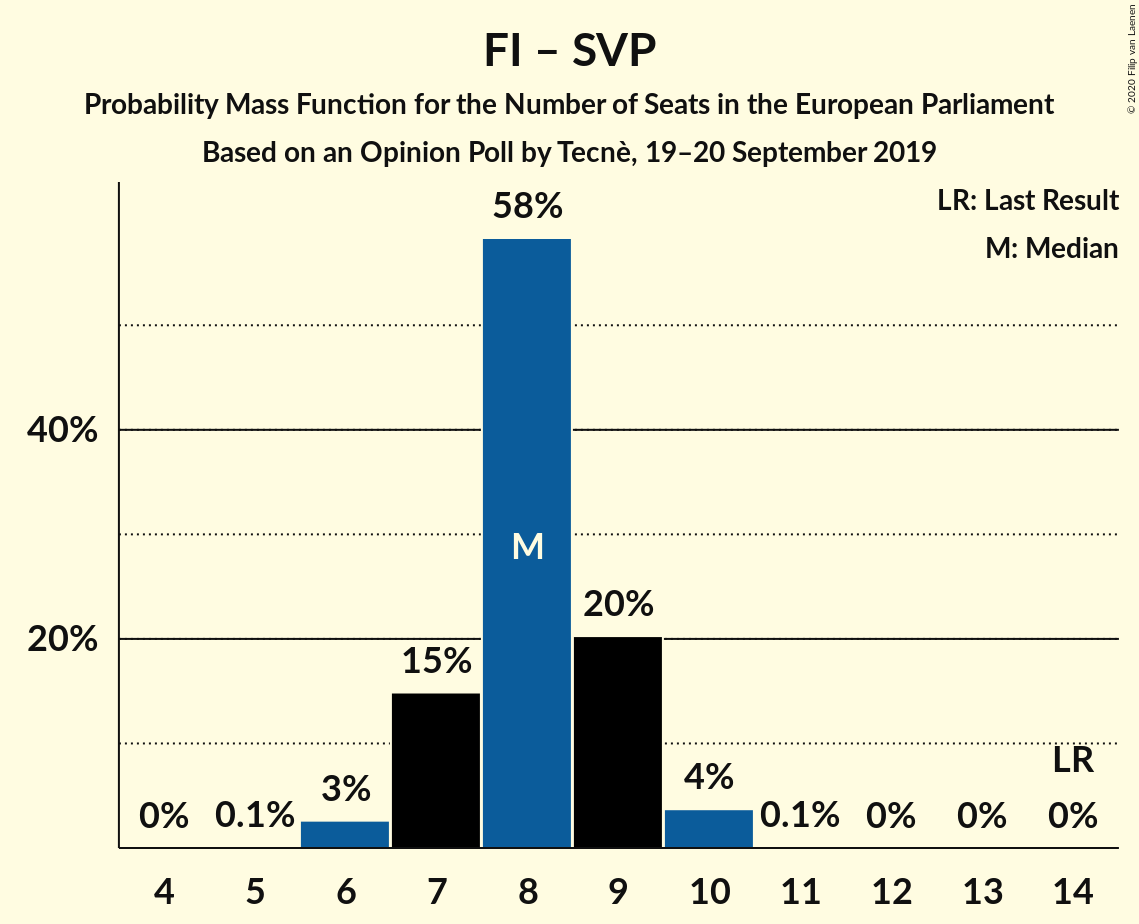 FI – SVP
Probability Mass Function for the Number of Seats in the European Parliament
Based on an Opinion Poll by Tecnè, 19–20 September 2019
© 2020 Filip van Laenen
LR: Last Result
M: Median
58%
40%
M
20%
20%
15%
LR
3%
4%
0%
0.1%
0.1%
0%
0%
0%
4 5 6 7 8 9 10 11 12 13 14